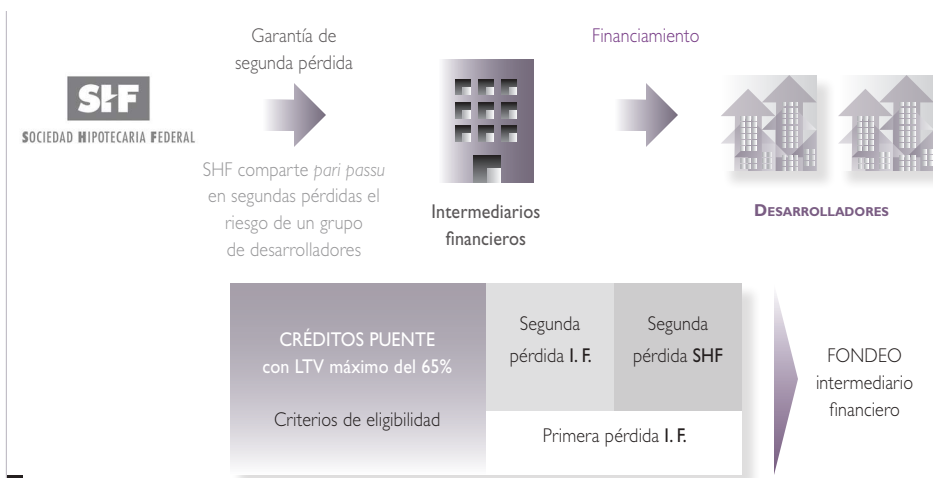 Garantía de
segunda pérdida
Financiamiento
SHF
SOCIEDAD HIPOTECARIA FEDERAL
SHF comparte pari passu
en segundas pérdidas el
riesgo de un grupo
de desarrolladores
Intermediarios
financieros
DESARROLLADORES
CRÉDITOS PUENTE
con LTV máximo del 65%
Criterios de eligibilidad
Segunda
pérdida I. F.
Segunda
pérdida SHF
Primera pérdida I. F.
FONDEO
intermediario
financiero